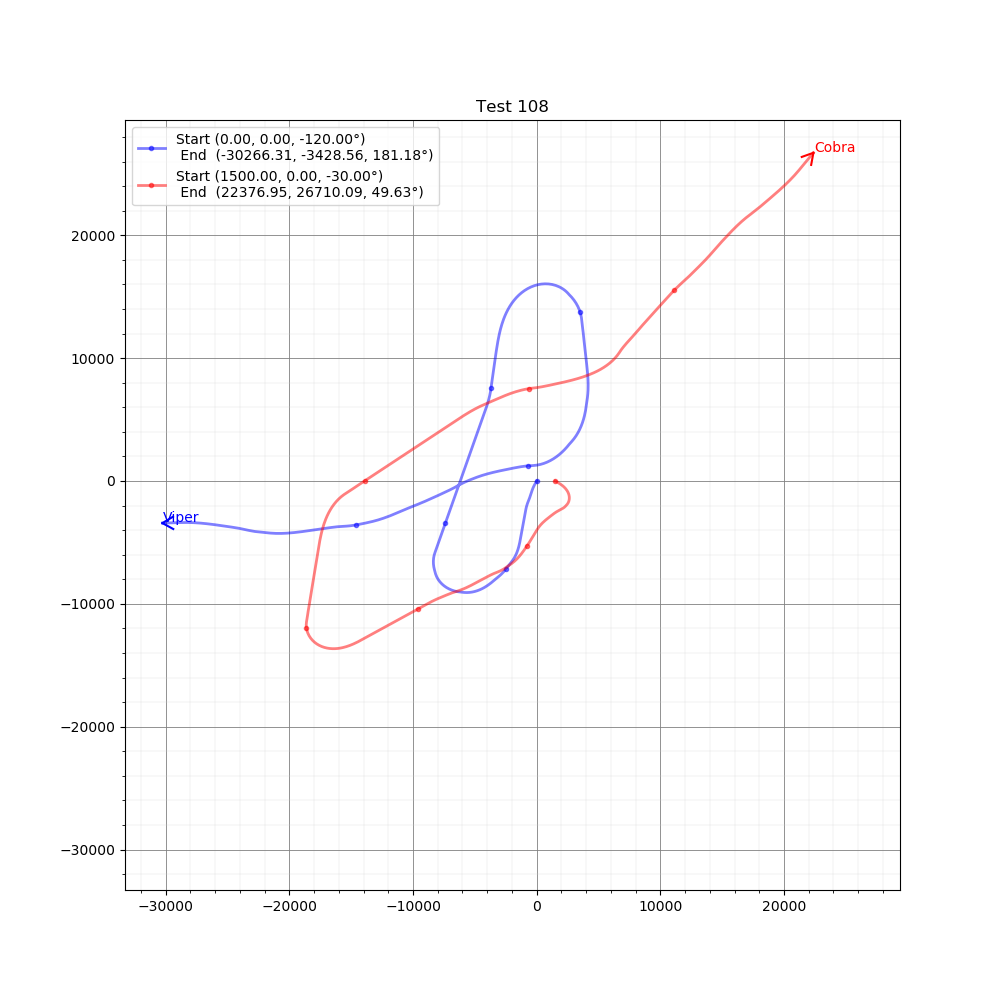 Test 108
Start (0.00, 0.00, -120.00°)
End (-30266.31, -3428.56, 181.18°)
Start (1500.00, 0.00, -30.00°)
End (22376.95, 26710.09, 49.63°)
Cobra
Viper
20000
10000
0
−10000
−20000
−30000
−30000 −20000 −10000 0 10000 20000